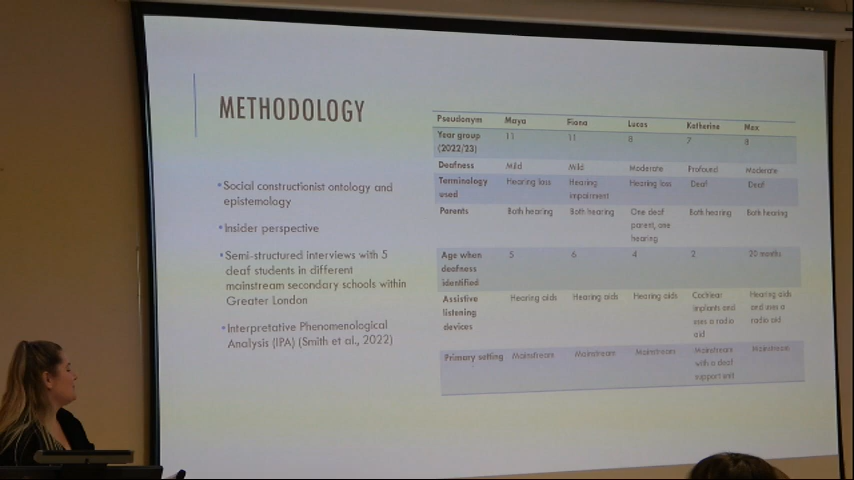 METHODOLOGY
Social constructionist ontology and
epistemology
Insider perspective
Semi-structured interviews with 5
deaf students in different
mainstream secondary schools within
Greater London
Interpretative Phenomenological
Analysis (IPA) (Smith et al., 2022)
Pseudonym Maya Fiona Lucas Katherine Max
Year group 11 11 8 7 8
(2022/23)
Deafness Mild Mild Moderate Profound Moderate
Terminology Hearing loss Hearing Hearing loss Deaf Deaf
used impairment
Parents Both hearing Both hearing One deaf Both hearing Both hearing
parent, one
hearing
Age when 5 6 4 2 20 months
deafness
identified
Assistive Hearing aids Hearing aids Hearing aids Cochlear Hearing aids
listening implants and and uses a
devices uses a radio radio aid
aid
Primary setting Mainstream Mainstream Mainstream Mainstream Mainstream
with a deaf
support unit